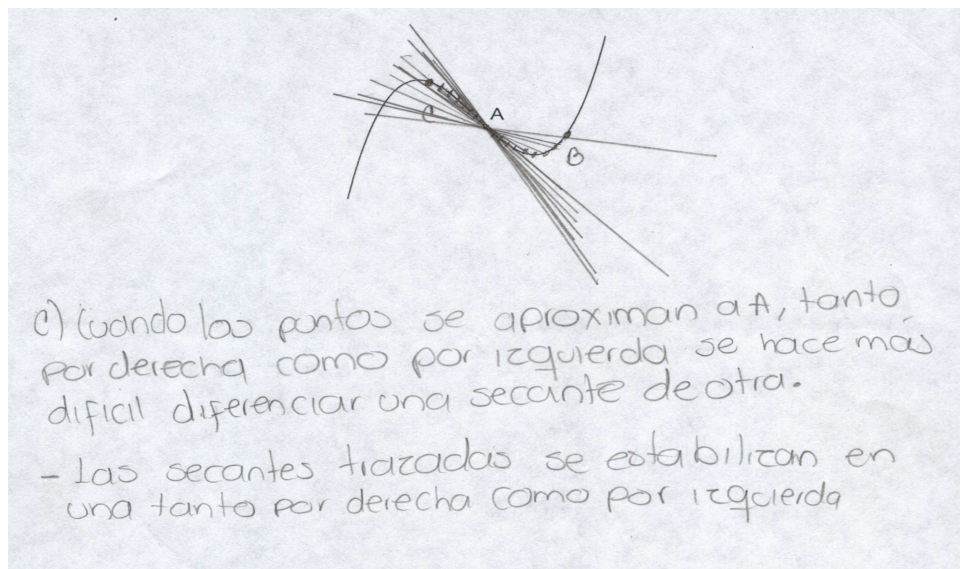 A
C
B
c) Cuando los puntos se aproximan a A, tanto
por derecha como por izquierda se hace más
dificil diferenciar una secante de otra.
- Las secantes trazadas se estabilizan en
una tanto por derecha como por izquierda